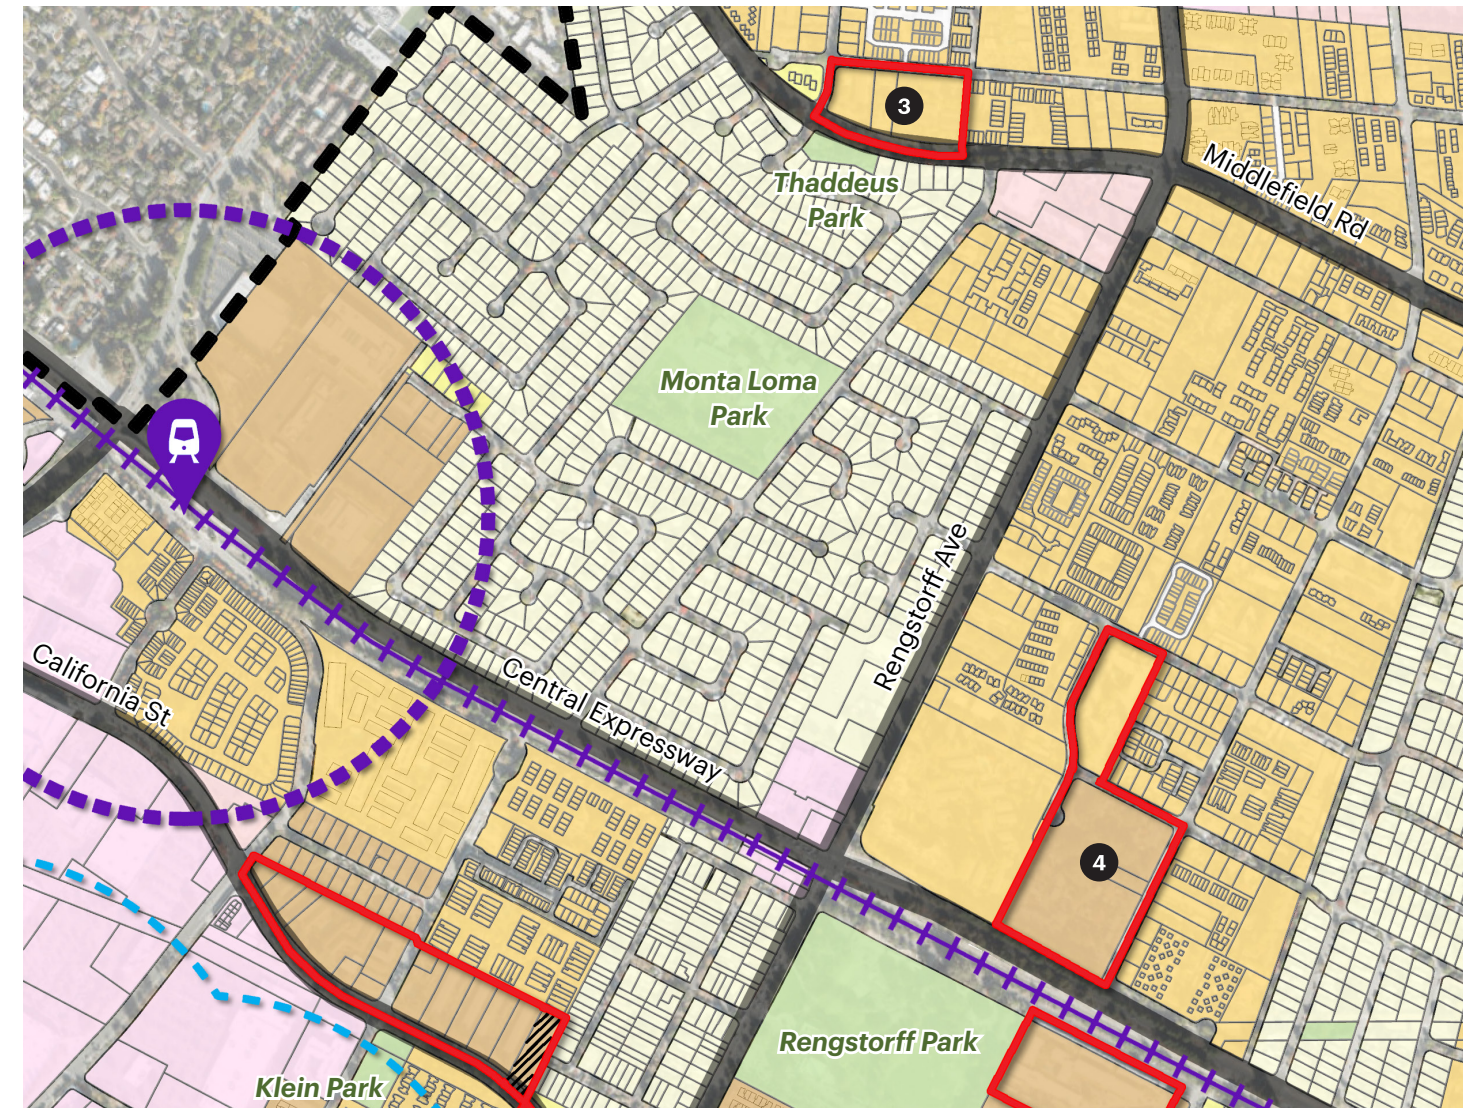 3
Thaddeus
Park
Middlefield Rd
Monta Loma
Park
Rengstorff Ave
California St
Central Expressway
4
Rengstorff Park
Klein Park